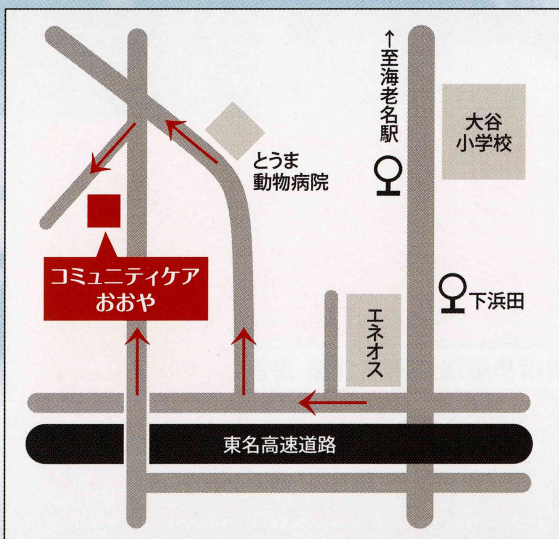 ↑至海老名駅
大谷
小学校
とうま
動物病院
コミュニティケア
おおや
下浜田
エネオス
東名高速道路